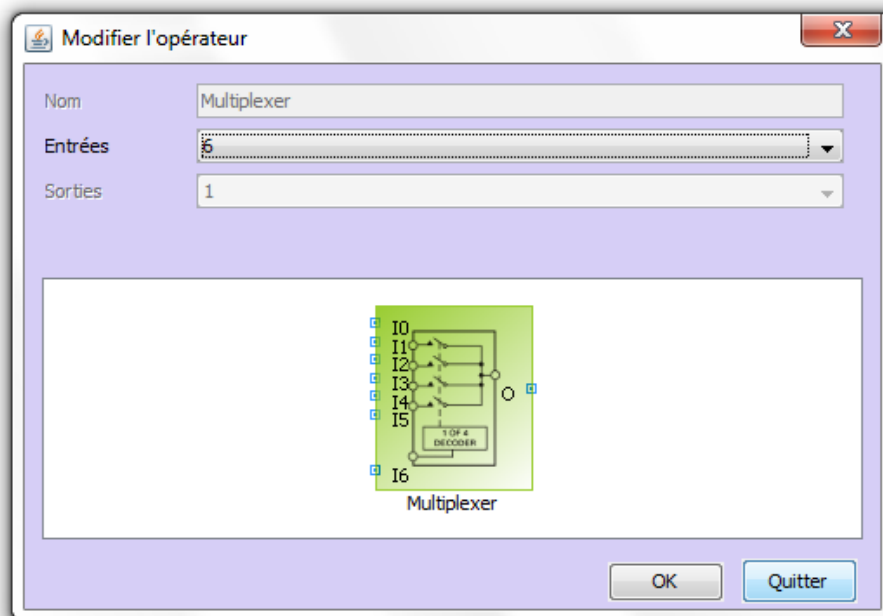 Modifier l'opérateur
Nom
Multiplexer
Entrées
6
Sorties
1
I0
I1
I2
I3
I4
I5
O
1 OF 4
DECODER
I6
Multiplexer
OK
Quitter